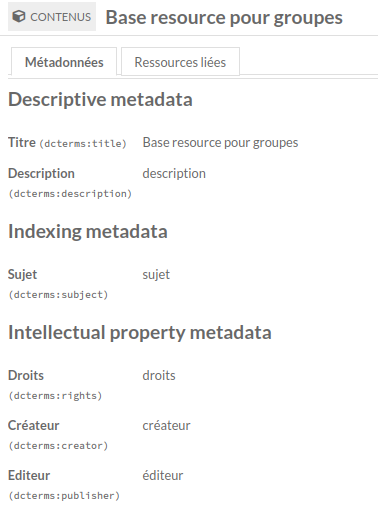 CONTENUS Base resource pour groupes
Métadonnées Ressources liées
Descriptive metadata
Titre (dcterms:title) Base resource pour groupes
Description description
(dcterms:description)
Indexing metadata
Sujet sujet
(dcterms:subject)
Intellectual property metadata
Droits droits
(dcterms:rights)
Créateur créateur
(dcterms:creator)
Editeur éditeur
(dcterms:publisher)